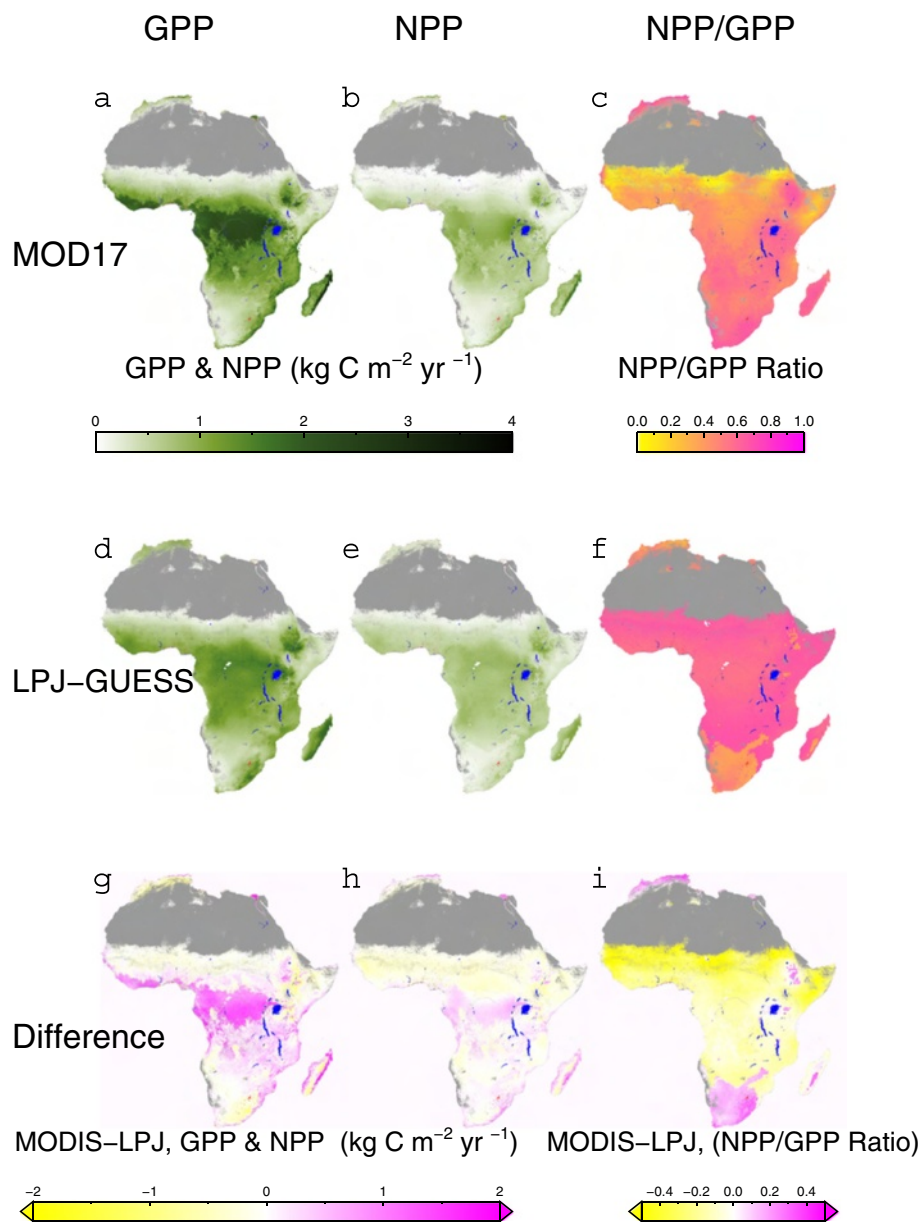 GPP NPP NPP/GPP
a b c
MOD17
GPP & NPP (kg C m⁻² yr ⁻¹) NPP/GPP Ratio
0 1 2 3 4 0.0 0.2 0.4 0.6 0.8 1.0
d e f
LPJ−GUESS
g h i
Difference
MODIS−LPJ, GPP & NPP (kg C m⁻² yr ⁻¹) MODIS−LPJ, (NPP/GPP Ratio)
−2 −1 0 1 2 −0.4 −0.2 0.0 0.2 0.4